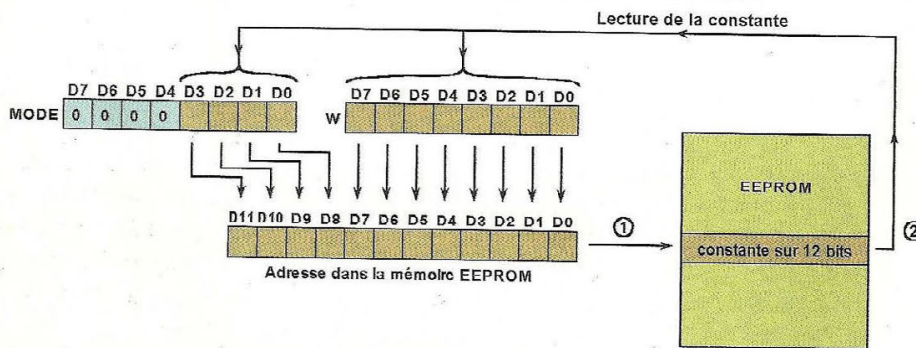 Lecture de la constante
D7 D6 D5 D4 D3 D2 D1 D0
MODE 0 0 0 0
D7 D6 D5 D4 D3 D2 D1 D0
W
D11 D10 D9 D8 D7 D6 D5 D4 D3 D2 D1 D0
Adresse dans la mémoire EEPROM
①
EEPROM
constante sur 12 bits
②